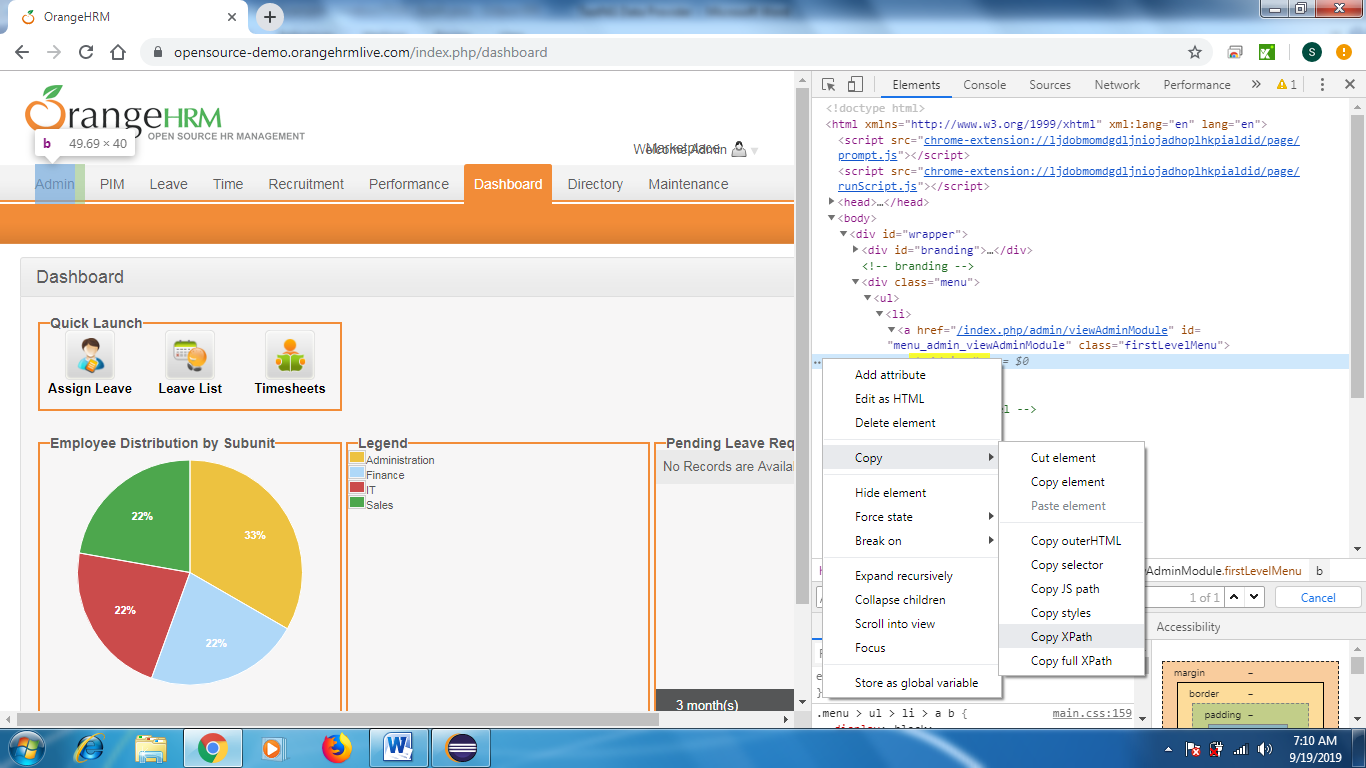 OrangeHRM
opensource-demo.orangehrmlive.com/index.php/dashboard
S
OrangeHRM
OPEN SOURCE HR MANAGEMENT
b 49.69 × 40
Welcome Admin
Marketplace
Admin PIM Leave Time Recruitment Performance Dashboard Directory Maintenance
Dashboard
Quick Launch
Assign Leave Leave List Timesheets
Employee Distribution by Subunit
33%
22%
22%
22%
Legend
Administration
Finance
IT
Sales
Pending Leave Req
No Records are Availa
3 month(s)
Elements Console Sources Network Performance » 1
<!doctype html>
<html xmlns="http://www.w3.org/1999/xhtml" xml:lang="en" lang="en">
<script src="chrome-extension://ljdobmomdgdljniojadhoplhkpialdid/page/
prompt.js"></script>
<script src="chrome-extension://ljdobmomdgdljniojadhoplhkpialdid/page/
runScript.js"></script>
<head>…</head>
<body>
<div id="wrapper">
<div id="branding">…</div>
<!-- branding -->
<div class="menu">
<ul>
<li>
<a href="/index.php/admin/viewAdminModule" id=
"menu_admin_viewAdminModule" class="firstLevelMenu">
… = $0
l -->
Add attribute
Edit as HTML
Delete element
Copy
Hide element
Force state
Break on
Expand recursively
Collapse children
Scroll into view
Focus
Store as global variable
Cut element
Copy element
Paste element
Copy outerHTML
Copy selector
Copy JS path
Copy styles
Copy XPath
Copy full XPath
AdminModule.firstLevelMenu b
1 of 1 Cancel
Accessibility
margin –
border –
padding –
}
.menu > ul > li > a b { main.css:159
7:10 AM
9/19/2019